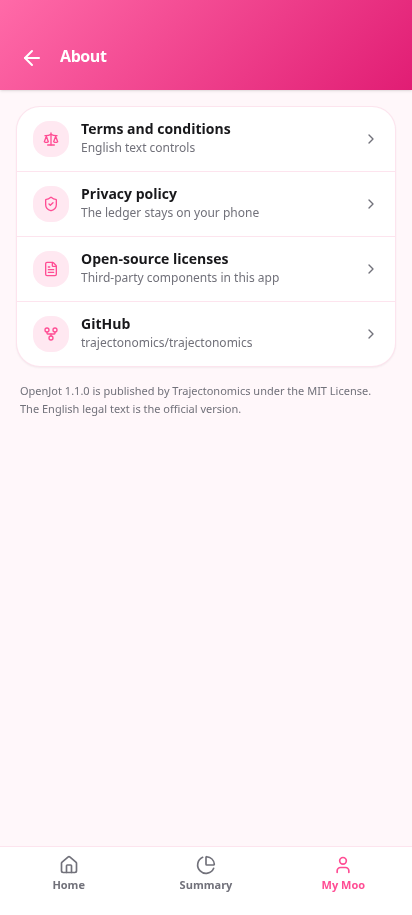 About
Terms and conditions
English text controls
Privacy policy
The ledger stays on your phone
Open-source licenses
Third-party components in this app
GitHub
trajectonomics/trajectonomics
OpenJot 1.1.0 is published by Trajectonomics under the MIT License.
The English legal text is the official version.
Home
Summary
My Moo